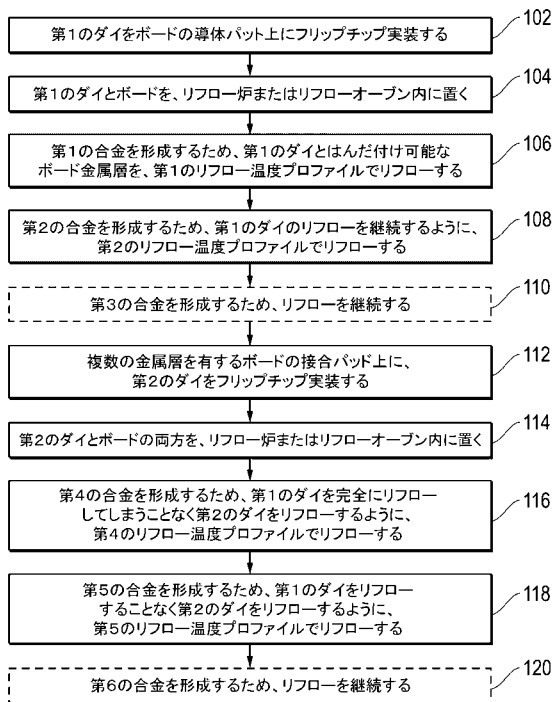 第1のダイをボードの導体パット上にフリップチップ実装する
102
第1のダイとボードを、リフロー炉またはリフローオーブン内に置く
104
第1の合金を形成するため、第1のダイとはんだ付け可能な
ボード金属層を、第1のリフロー温度プロファイルでリフローする
106
第2の合金を形成するため、第1のダイのリフローを継続するように、
第2のリフロー温度プロファイルでリフローする
108
第3の合金を形成するため、リフローを継続する
110
複数の金属層を有するボードの接合パッド上に、
第2のダイをフリップチップ実装する
112
第2のダイとボードの両方を、リフロー炉またはリフローオーブン内に置く
114
第4の合金を形成するため、第1のダイを完全にリフロー
してしまうことなく第2のダイをリフローするように、
第4のリフロー温度プロファイルでリフローする
116
第5の合金を形成するため、第1のダイをリフロー
することなく第2のダイをリフローするように、
第5のリフロー温度プロファイルでリフローする
118
第6の合金を形成するため、リフローを継続する
120